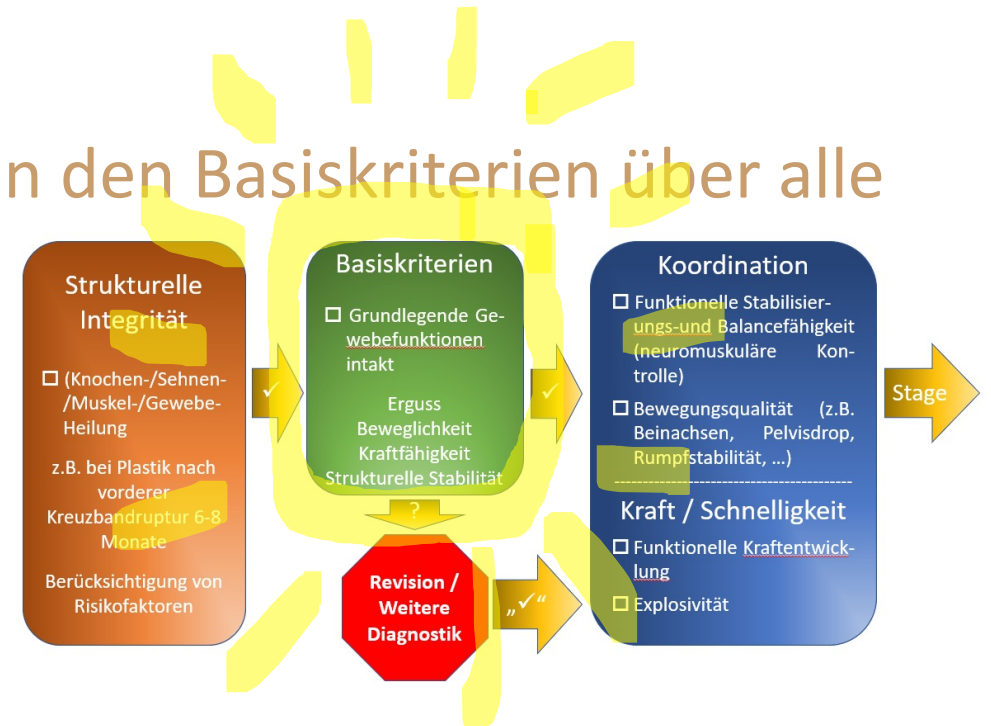 n den Basiskriterien über alle
Strukturelle
Integrität
(Knochen-/Sehnen-
/Muskel-/Gewebe-
Heilung
z.B. bei Plastik nach
vorderer
Kreuzbandruptur 6-8
Monate
Berücksichtigung von
Risikofaktoren
✓
Basiskriterien
Grundlegende Ge-
webefunktionen
intakt
Erguss
Beweglichkeit
Kraftfähigkeit
Strukturelle Stabilität
?
Revision /
Weitere
Diagnostik
✓
„✓“
Koordination
Funktionelle Stabilisier-
ungs-und Balancefähigkeit
(neuromuskuläre Kon-
trolle)
Bewegungsqualität (z.B.
Beinachsen, Pelvisdrop,
Rumpfstabilität, ...)
Kraft / Schnelligkeit
Funktionelle Kraftentwick-
lung
Explosivität
Stage